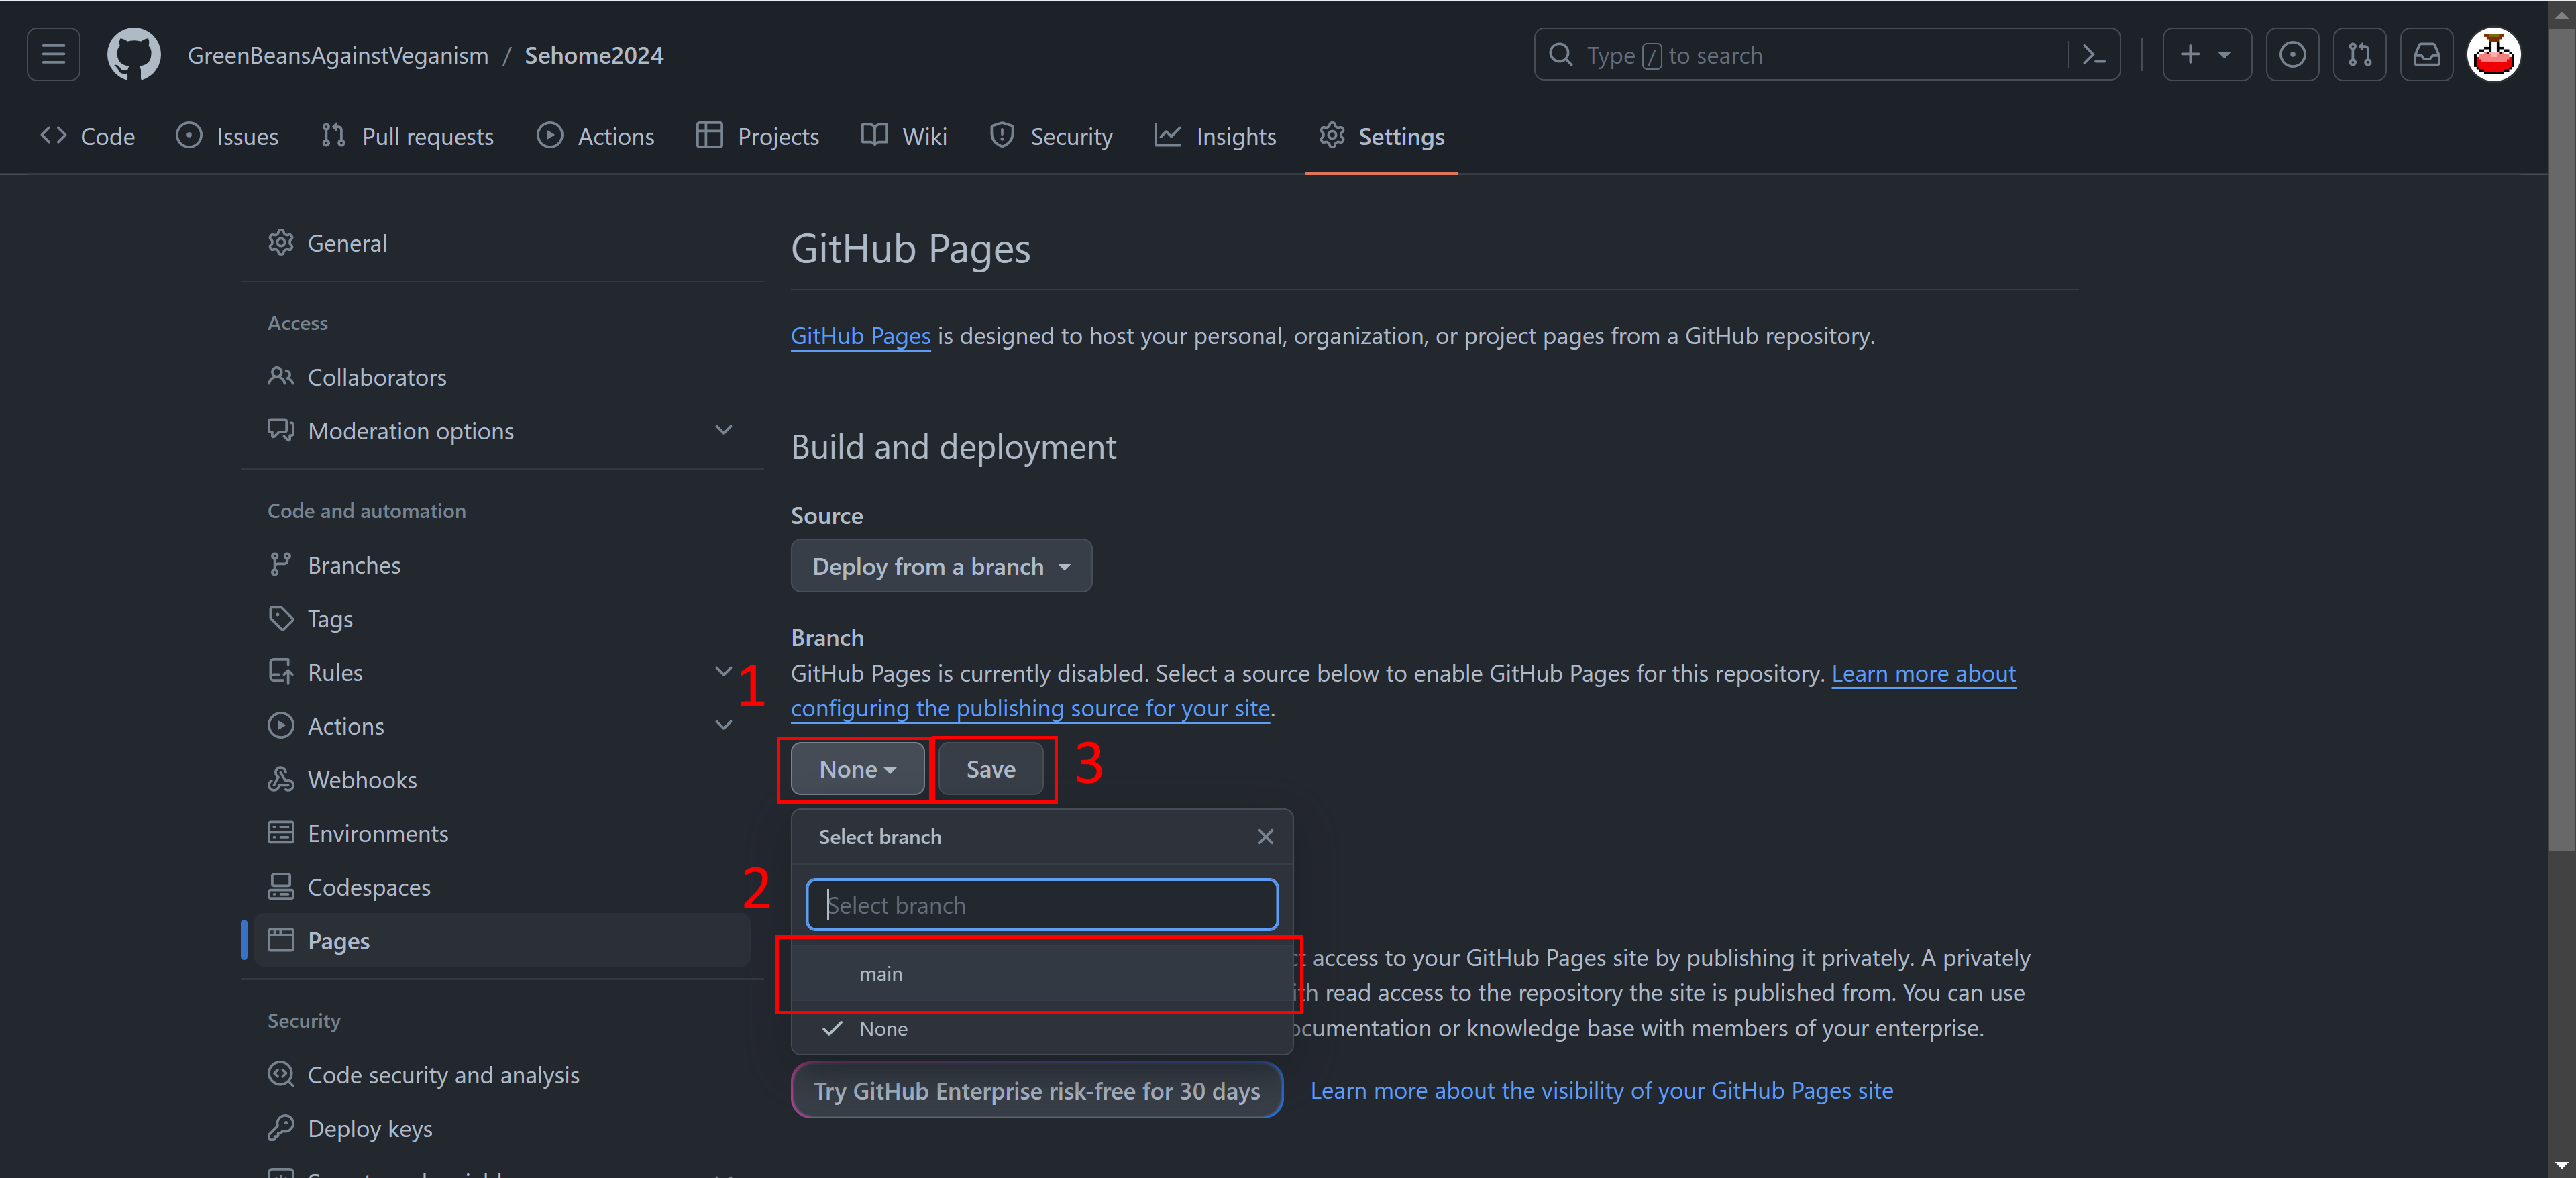 GreenBeansAgainstVeganism / Sehome2024
Type / to search
Code Issues Pull requests Actions Projects Wiki Security Insights Settings
General
Access
Collaborators
Moderation options
Code and automation
Branches
Tags
Rules
Actions
Webhooks
Environments
Codespaces
Pages
Security
Code security and analysis
Deploy keys
GitHub Pages
GitHub Pages is designed to host your personal, organization, or project pages from a GitHub repository.
Build and deployment
Source
Deploy from a branch
Branch
1
GitHub Pages is currently disabled. Select a source below to enable GitHub Pages for this repository. Learn more about
configuring the publishing source for your site.
None Save 3
Select branch
2
Select branch
main
None
access to your GitHub Pages site by publishing it privately. A privately
read access to the repository the site is published from. You can use
or knowledge base with members of your enterprise.
Try GitHub Enterprise risk-free for 30 days Learn more about the visibility of your GitHub Pages site